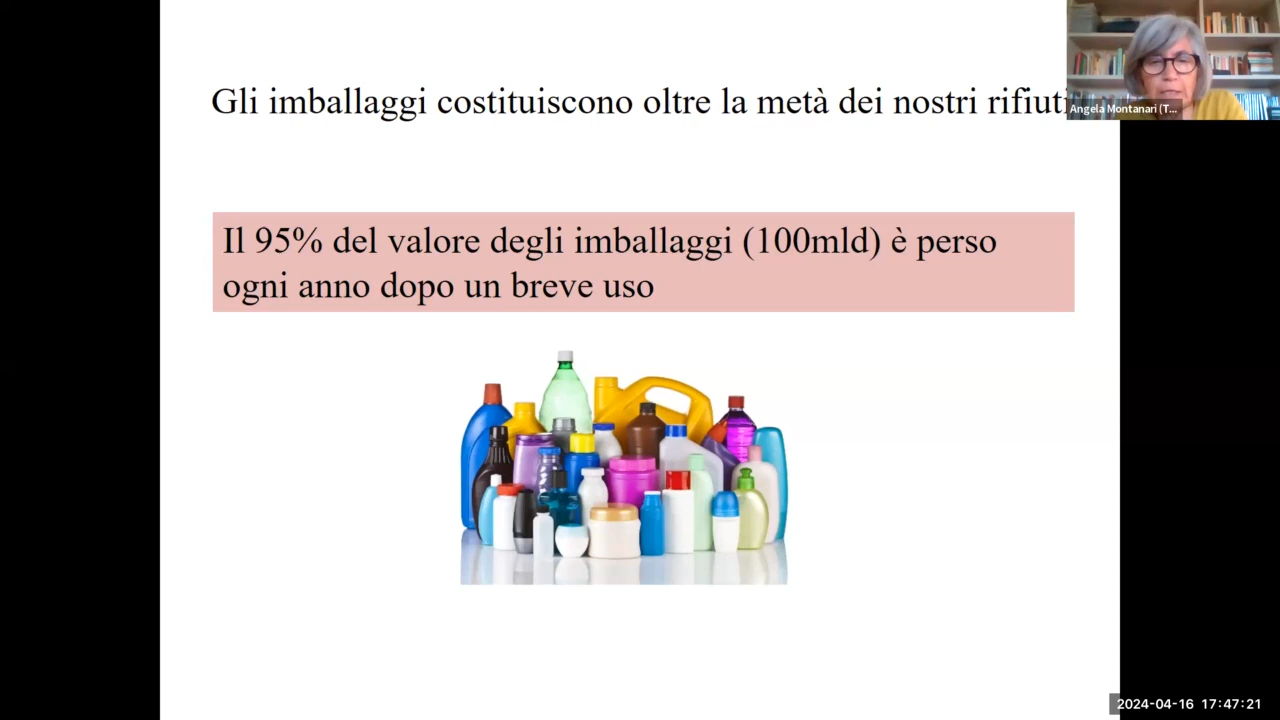 Gli imballaggi costituiscono oltre la metà dei nostri rifiuti
Angela Montanari (T...
Il 95% del valore degli imballaggi (100mld) è perso
ogni anno dopo un breve uso
2024-04-16 17:47:21